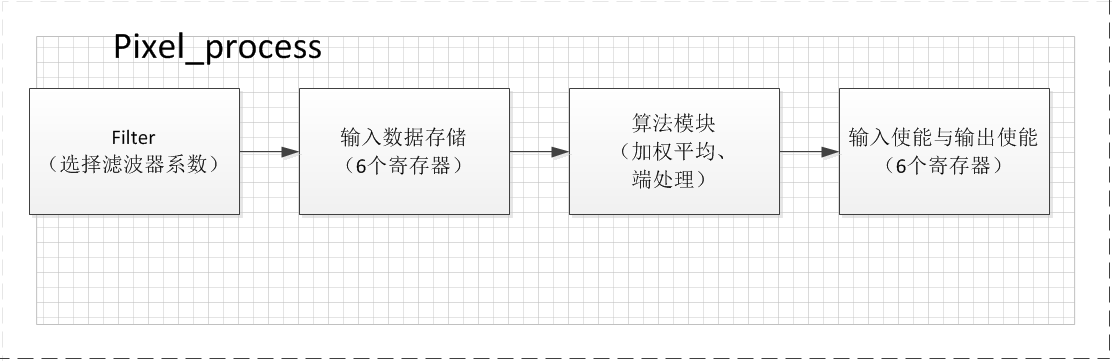 Pixel_process
Filter
（选择滤波器系数）
输入数据存储
（6个寄存器）
算法模块
（加权平均、
端处理）
输入使能与输出使能
（6个寄存器）